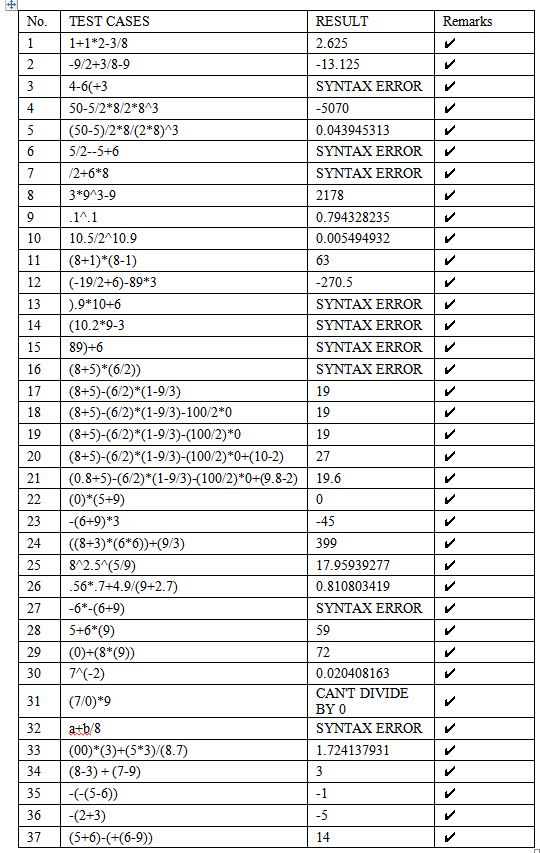 No. TEST CASES RESULT Remarks
1 1+1*2-3/8 2.625 ✓
2 -9/2+3/8-9 -13.125 ✓
3 4-6(+3 SYNTAX ERROR ✓
4 50-5/2*8/2*8^3 -5070 ✓
5 (50-5)/2*8/(2*8)^3 0.043945313 ✓
6 5/2--5+6 SYNTAX ERROR ✓
7 /2+6*8 SYNTAX ERROR ✓
8 3*9^3-9 2178 ✓
9 .1^.1 0.794328235 ✓
10 10.5/2^10.9 0.005494932 ✓
11 (8+1)*(8-1) 63 ✓
12 (-19/2+6)-89*3 -270.5 ✓
13 ).9*10+6 SYNTAX ERROR ✓
14 (10.2*9-3 SYNTAX ERROR ✓
15 89)+6 SYNTAX ERROR ✓
16 (8+5)*(6/2)) SYNTAX ERROR ✓
17 (8+5)-(6/2)*(1-9/3) 19 ✓
18 (8+5)-(6/2)*(1-9/3)-100/2*0 19 ✓
19 (8+5)-(6/2)*(1-9/3)-(100/2)*0 19 ✓
20 (8+5)-(6/2)*(1-9/3)-(100/2)*0+(10-2) 27 ✓
21 (0.8+5)-(6/2)*(1-9/3)-(100/2)*0+(9.8-2) 19.6 ✓
22 (0)*(5+9) 0 ✓
23 -(6+9)*3 -45 ✓
24 ((8+3)*(6*6))+(9/3) 399 ✓
25 8^2.5^(5/9) 17.95939277 ✓
26 .56*.7+4.9/(9+2.7) 0.810803419 ✓
27 -6*-(6+9) SYNTAX ERROR ✓
28 5+6*(9) 59 ✓
29 (0)+(8*(9)) 72 ✓
30 7^(-2) 0.020408163 ✓
31 (7/0)*9 CAN'T DIVIDE
BY 0 ✓
32 a+b/8 SYNTAX ERROR ✓
33 (00)*(3)+(5*3)/(8.7) 1.724137931 ✓
34 (8-3) + (7-9) 3 ✓
35 -(-(5-6)) -1 ✓
36 -(2+3) -5 ✓
37 (5+6)-(+(6-9)) 14 ✓